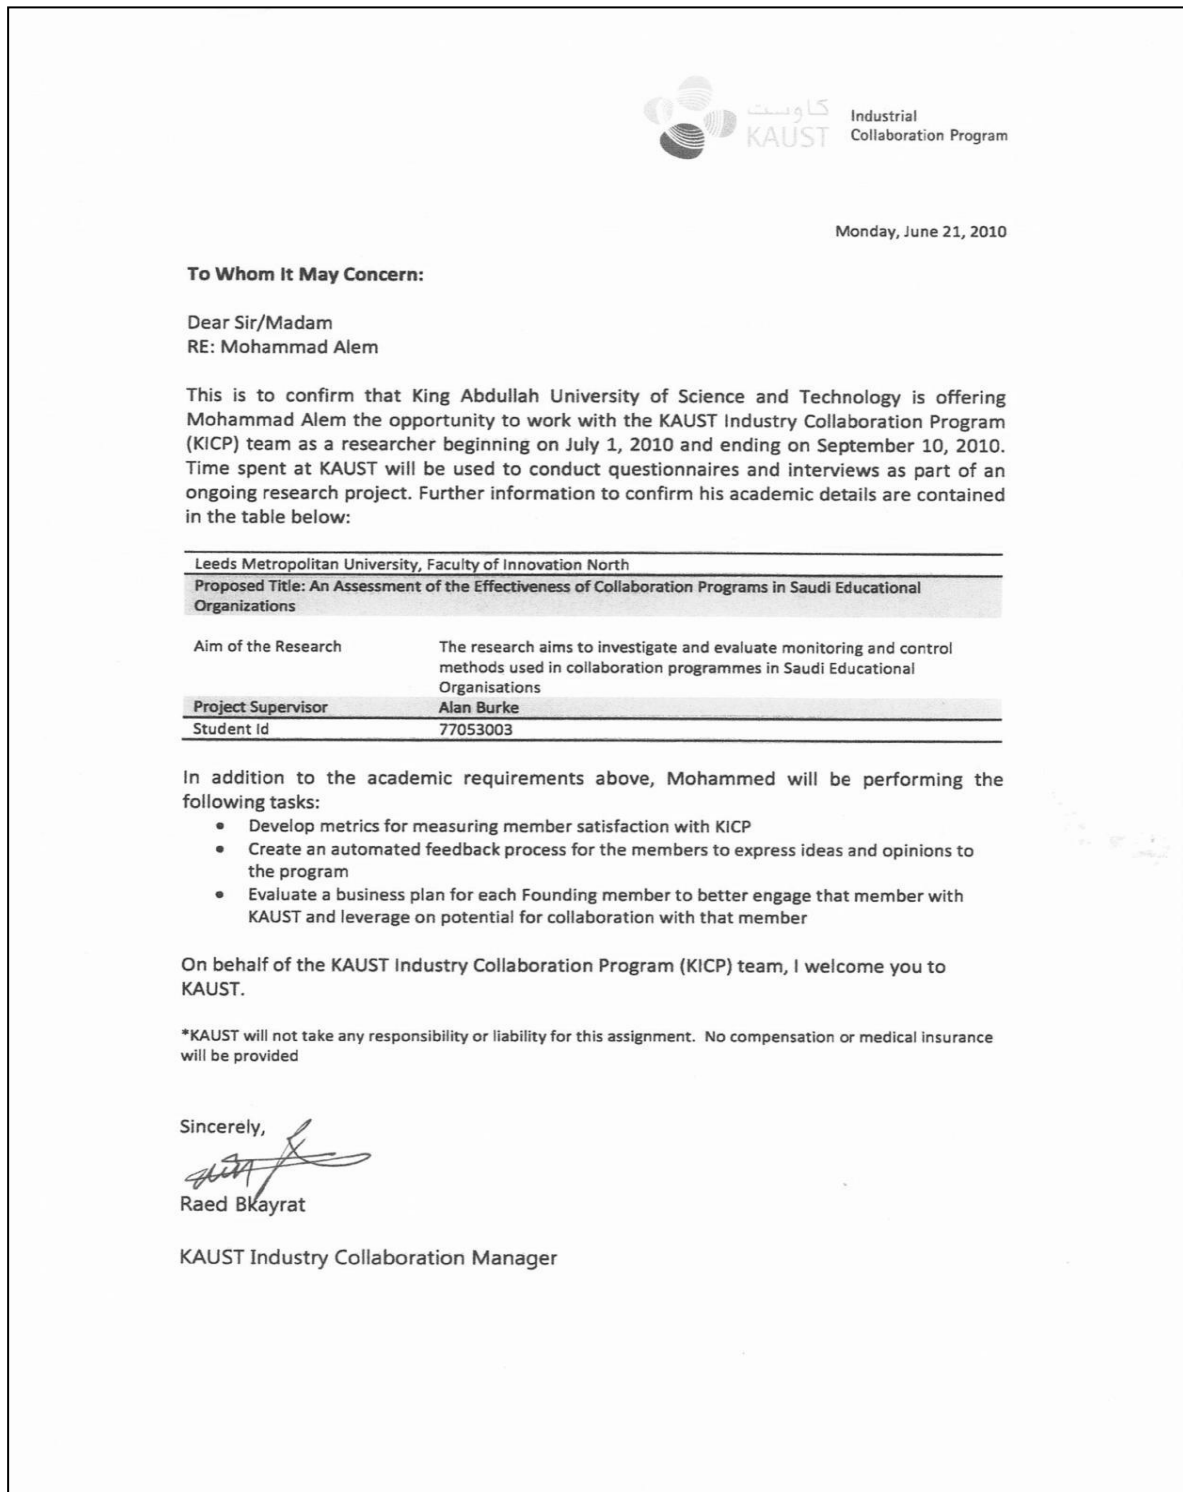 كاوست
KAUST
Industrial
Collaboration Program
Monday, June 21, 2010
To Whom It May Concern:
Dear Sir/Madam
RE: Mohammad Alem
This is to confirm that King Abdullah University of Science and Technology is offering
Mohammad Alem the opportunity to work with the KAUST Industry Collaboration Program
(KICP) team as a researcher beginning on July 1, 2010 and ending on September 10, 2010.
Time spent at KAUST will be used to conduct questionnaires and interviews as part of an
ongoing research project. Further information to confirm his academic details are contained
in the table below:
Leeds Metropolitan University, Faculty of Innovation North
Proposed Title: An Assessment of the Effectiveness of Collaboration Programs in Saudi Educational
Organizations
Aim of the Research The research aims to investigate and evaluate monitoring and control
methods used in collaboration programmes in Saudi Educational
Organisations
Project Supervisor Alan Burke
Student Id 77053003
In addition to the academic requirements above, Mohammed will be performing the
following tasks:
• Develop metrics for measuring member satisfaction with KICP
• Create an automated feedback process for the members to express ideas and opinions to
the program
• Evaluate a business plan for each Founding member to better engage that member with
KAUST and leverage on potential for collaboration with that member
On behalf of the KAUST Industry Collaboration Program (KICP) team, I welcome you to
KAUST.
*KAUST will not take any responsibility or liability for this assignment. No compensation or medical insurance
will be provided
Sincerely,
Raed Bkayrat
KAUST Industry Collaboration Manager